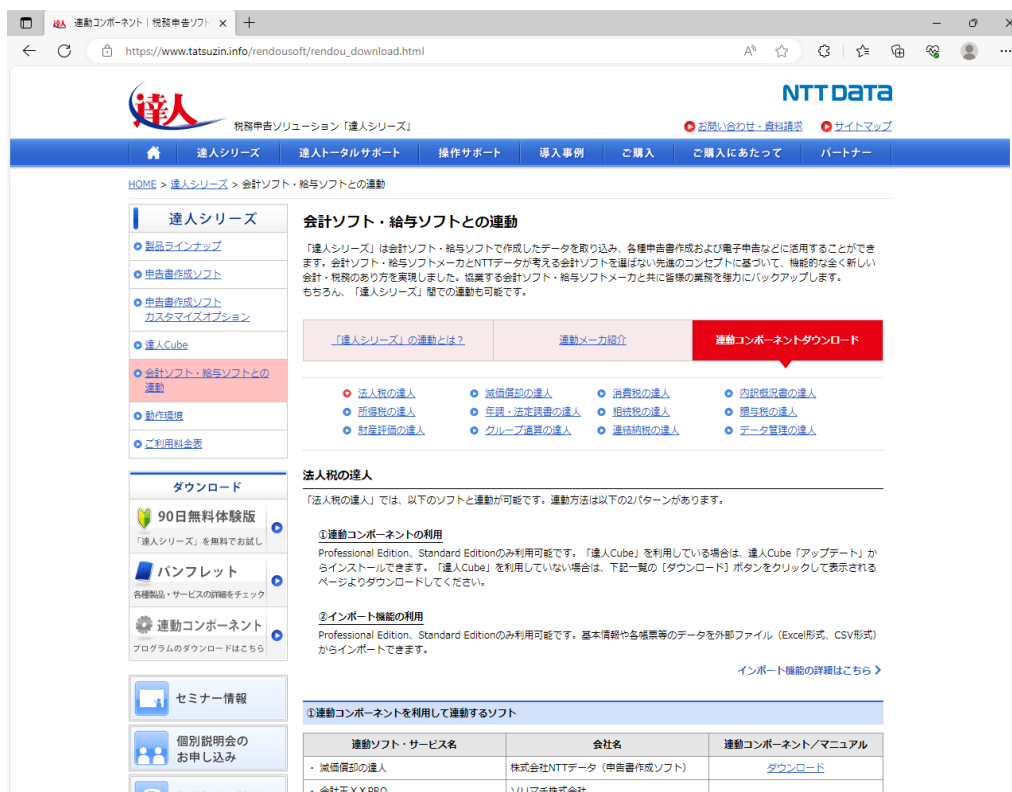 連動コンポーネント｜税務申告ソフト
https://www.tatsuzin.info/rendousoft/rendou_download.html
達人
税務申告ソリューション「達人シリーズ」
NTT DATA
お問い合わせ・資料請求
サイトマップ
達人シリーズ
達人トータルサポート
操作サポート
導入事例
ご購入
ご購入にあたって
パートナー
HOME > 達人シリーズ > 会計ソフト・給与ソフトとの連動
達人シリーズ
製品ラインナップ
申告書作成ソフト
申告書作成ソフト
カスタマイズオプション
達人Cube
会計ソフト・給与ソフトとの
連動
動作環境
ご利用料金表
ダウンロード
90日無料体験版
「達人シリーズ」を無料でお試し
パンフレット
各種製品・サービスの詳細をチェック
連動コンポーネント
プログラムのダウンロードはこちら
セミナー情報
個別説明会の
お申し込み
会計ソフト・給与ソフトとの連動
「達人シリーズ」は会計ソフト・給与ソフトで作成したデータを取り込み、各種申告書作成および電子申告などに活用することができ
ます。会計ソフト・給与ソフトメーカとNTTデータが考える会計ソフトを選ばない先進のコンセプトに基づいて、機能的な全く新しい
会計・税務のあり方を実現しました。協業する会計ソフト・給与ソフトメーカと共に皆様の業務を強力にバックアップします。
もちろん、「達人シリーズ」間での連動も可能です。
「達人シリーズ」の連動とは？
連動メーカ紹介
連動コンポーネントダウンロード
法人税の達人
減価償却の達人
消費税の達人
内訳概況書の達人
所得税の達人
年調・法定調書の達人
相続税の達人
贈与税の達人
財産評価の達人
グループ通算の達人
連結納税の達人
データ管理の達人
法人税の達人
「法人税の達人」では、以下のソフトと連動が可能です。連動方法は以下の2パターンがあります。
①連動コンポーネントの利用
Professional Edition、Standard Editionのみ利用可能です。「達人Cube」を利用している場合は、達人Cube「アップデート」か
らインストールできます。「達人Cube」を利用していない場合は、下記一覧の［ダウンロード］ボタンをクリックして表示される
ページよりダウンロードしてください。
②インポート機能の利用
Professional Edition、Standard Editionのみ利用可能です。基本情報や各帳票等のデータを外部ファイル（Excel形式、CSV形式）
からインポートできます。
インポート機能の詳細はこちら
①連動コンポーネントを利用して連動するソフト
連動ソフト・サービス名
会社名
連動コンポーネント／マニュアル
・ 減価償却の達人
株式会社NTTデータ（申告書作成ソフト）
ダウンロード
・ 会計王ＸＸPRO
ソリマチ株式会社